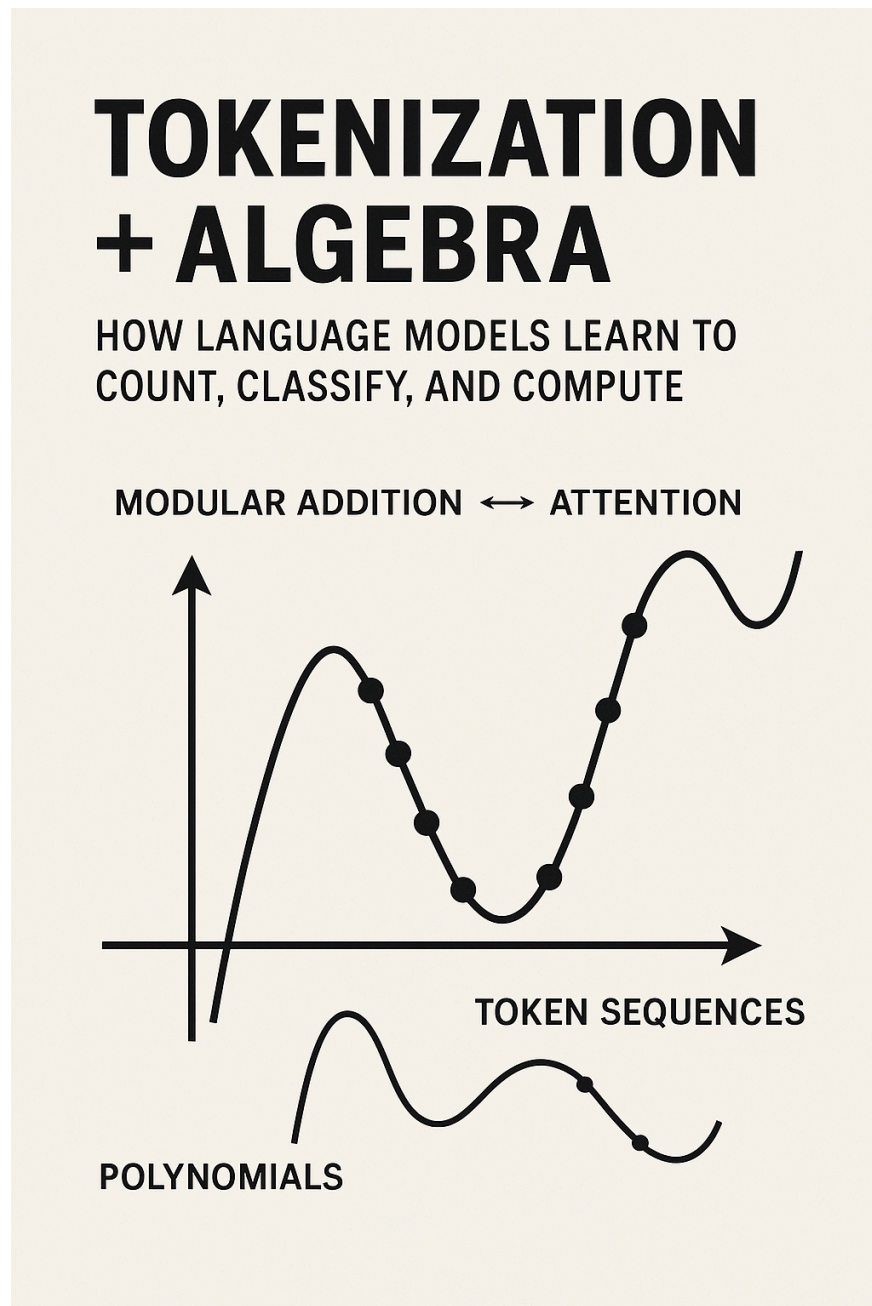 TOKENIZATION
+ ALGEBRA
HOW LANGUAGE MODELS LEARN TO
COUNT, CLASSIFY, AND COMPUTE
MODULAR ADDITION ↔ ATTENTION
TOKEN SEQUENCES
POLYNOMIALS